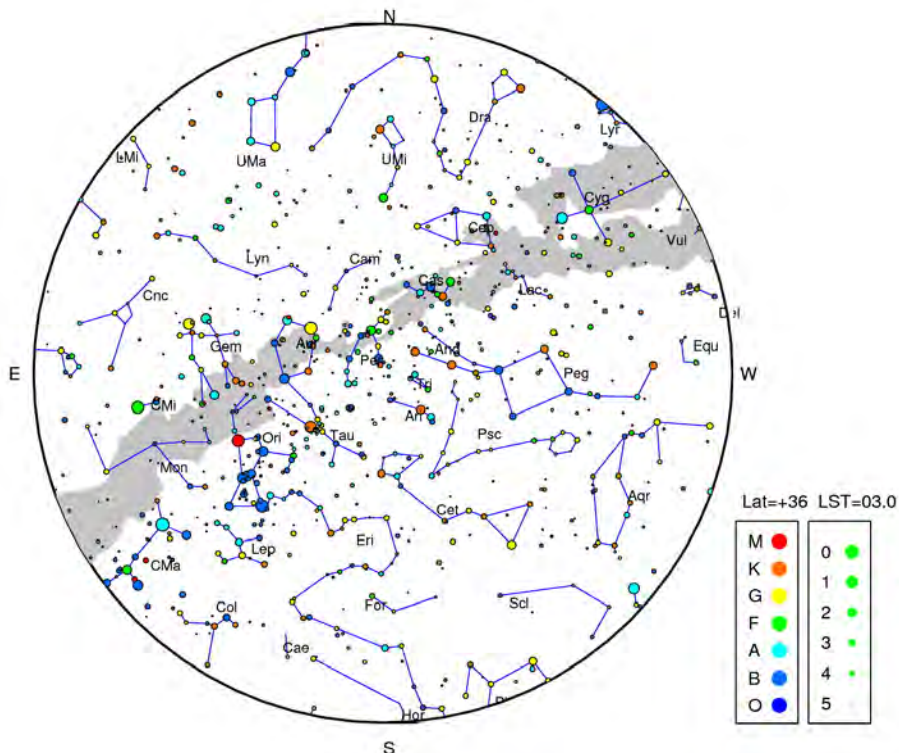 N
Dra
Lyr
LMi
UMa
UMi
Cyg
Cep
Vul
Lyn
Cam
Cas
Lac
Del
Cnc
Gem
Aur
Per
And
Equ
E
Peg
W
Tri
CMi
Ari
Ori
Tau
Psc
Mon
Cet
Aqr
Lat=+36 LST=03.0
Eri
Lep
CMa
M
K
G
F
A
B
O
0
1
2
3
4
5
For
Scl
Col
Cae
Hor
S